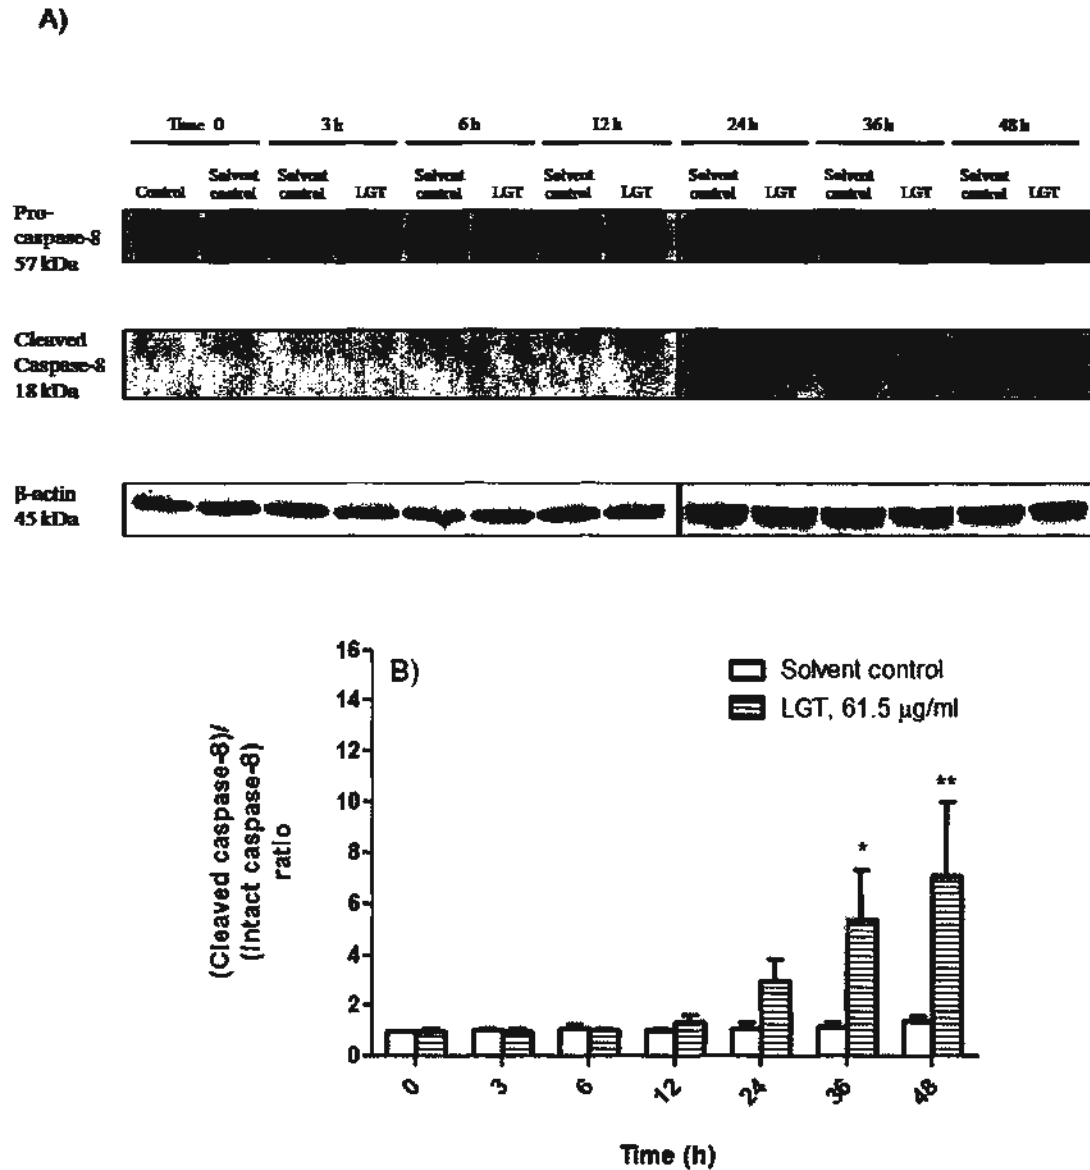 A)
Time 0 3 h 6 h 12 h 24 h 36 h 48 h
Solvent Solvent Solvent Solvent Solvent Solvent Solvent
Control control control LGT control LGT control LGT control LGT control LGT control LGT
Pro-
caspase-8
57 kDa
Cleaved
Caspase-8
18 kDa
β-actin
45 kDa
B)
Solvent control
LGT, 61.5 µg/ml
(Cleaved caspase-8)/
(Intact caspase-8)
ratio
16
14
12
10
8
6
4
2
0
* **
0 3 6 12 24 36 48
Time (h)